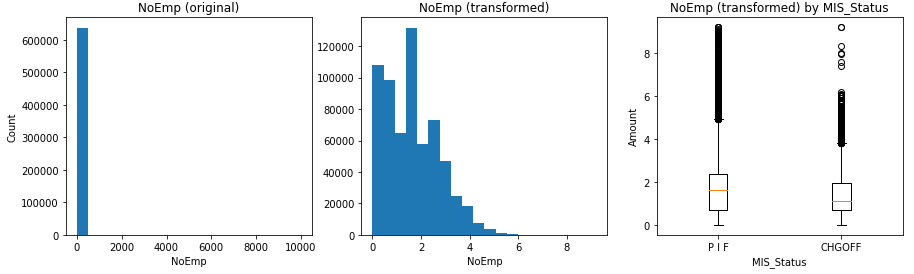 NoEmp (original)
Count
600000
500000
400000
300000
200000
100000
0
0 2000 4000 6000 8000 10000
NoEmp
NoEmp (transformed)
120000
100000
80000
60000
40000
20000
0
0 2 4 6 8
NoEmp
NoEmp (transformed) by MIS_Status
Amount
8
6
4
2
0
P I F CHGOFF
MIS_Status